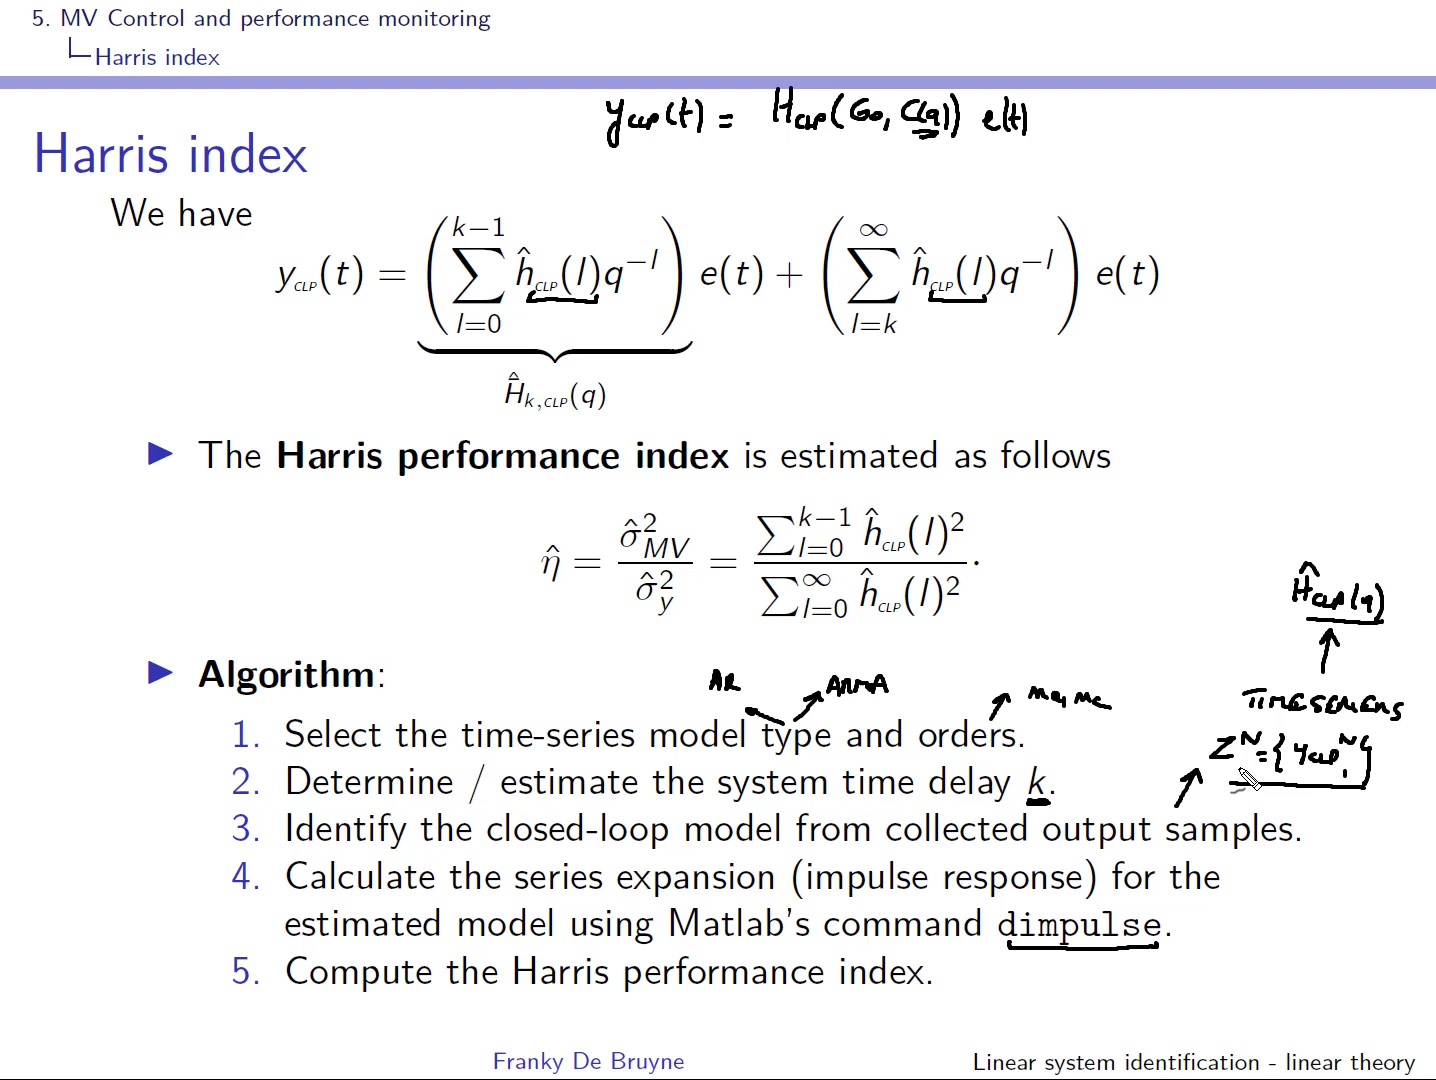 5. MV Control and performance monitoring
Harris index
y_CLP(t) = H_CLP(G₀, C(q)) e(t)
Harris index
We have
y_CLP(t) = (∑_{l=0}^{k−1} ĥ_CLP(l)q^{−l}) e(t) + (∑_{l=k}^{∞} ĥ_CLP(l)q^{−l}) e(t)
Ĥ_{k,CLP}(q)
▶ The Harris performance index is estimated as follows
η̂ = σ̂²_MV / σ̂²_y = ∑_{l=0}^{k−1} ĥ_CLP(l)² / ∑_{l=0}^{∞} ĥ_CLP(l)² .
Ĥ_CLP(q)
▶ Algorithm:
AR ARMA
TIMESERIES
1. Select the time-series model type and orders.
Z^N = {y_CLP^N_1}
2. Determine / estimate the system time delay k.
3. Identify the closed-loop model from collected output samples.
4. Calculate the series expansion (impulse response) for the
estimated model using Matlab's command dimpulse.
5. Compute the Harris performance index.
Franky De Bruyne Linear system identification - linear theory